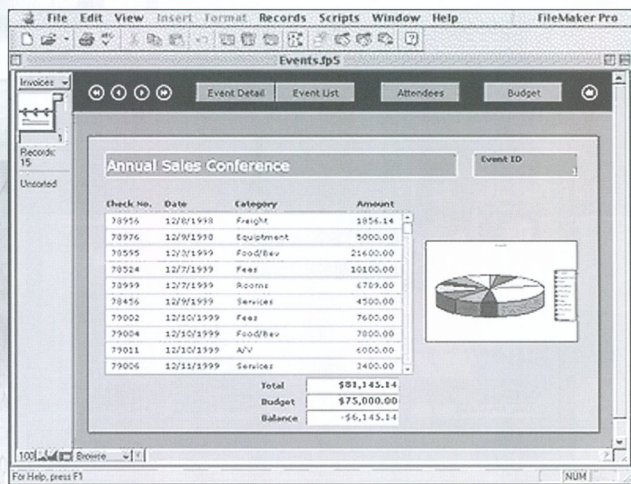 File Edit View Insert Format Records Scripts Window Help FileMaker Pro
Events.fp5
Invoices
Event Detail Event List Attendees Budget
1
Records:
15
Unsorted
Annual Sales Conference
Event ID
Check No. Date Category Amount
78956 12/8/1998 Freight 1856.14
78976 12/9/1998 Equiptment 5000.00
78595 12/2/1999 Food/Bev 21600.00
78524 12/7/1999 Fees 10100.00
78999 12/7/1999 Rooms 6789.00
78456 12/9/1999 Services 4500.00
79002 12/10/1999 Fees 7600.00
79004 12/10/1999 Food/Bev 7800.00
79011 12/10/1999 A/V 6000.00
79006 12/11/1999 Services 3400.00
Total $81,145.14
Budget $75,000.00
Balance -$6,145.14
100 Browse
For Help, press F1 NUM